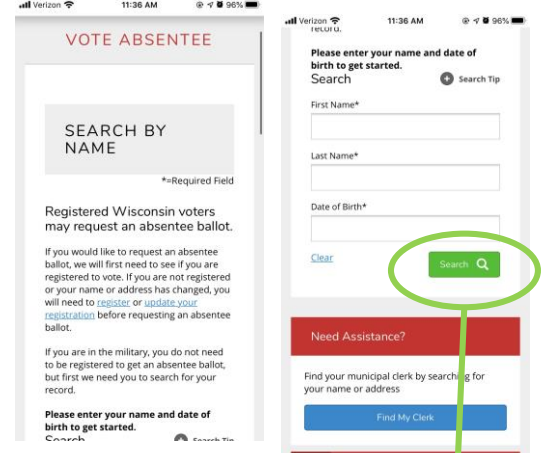 Verizon 11:36 AM 96%
VOTE ABSENTEE
SEARCH BY
NAME
*=Required Field
Registered Wisconsin voters
may request an absentee ballot.
If you would like to request an absentee
ballot, we will first need to see if you are
registered to vote. If you are not registered
or your name or address has changed, you
will need to register or update your
registration before requesting an absentee
ballot.
If you are in the military, you do not need
to be registered to get an absentee ballot,
but first we need you to search for your
record.
Please enter your name and date of
birth to get started.
Search Search Tip
Verizon 11:36 AM 96%
record.
Please enter your name and date of
birth to get started.
Search Search Tip
First Name*
Last Name*
Date of Birth*
Clear Search
Need Assistance?
Find your municipal clerk by searching for
your name or address
Find My Clerk